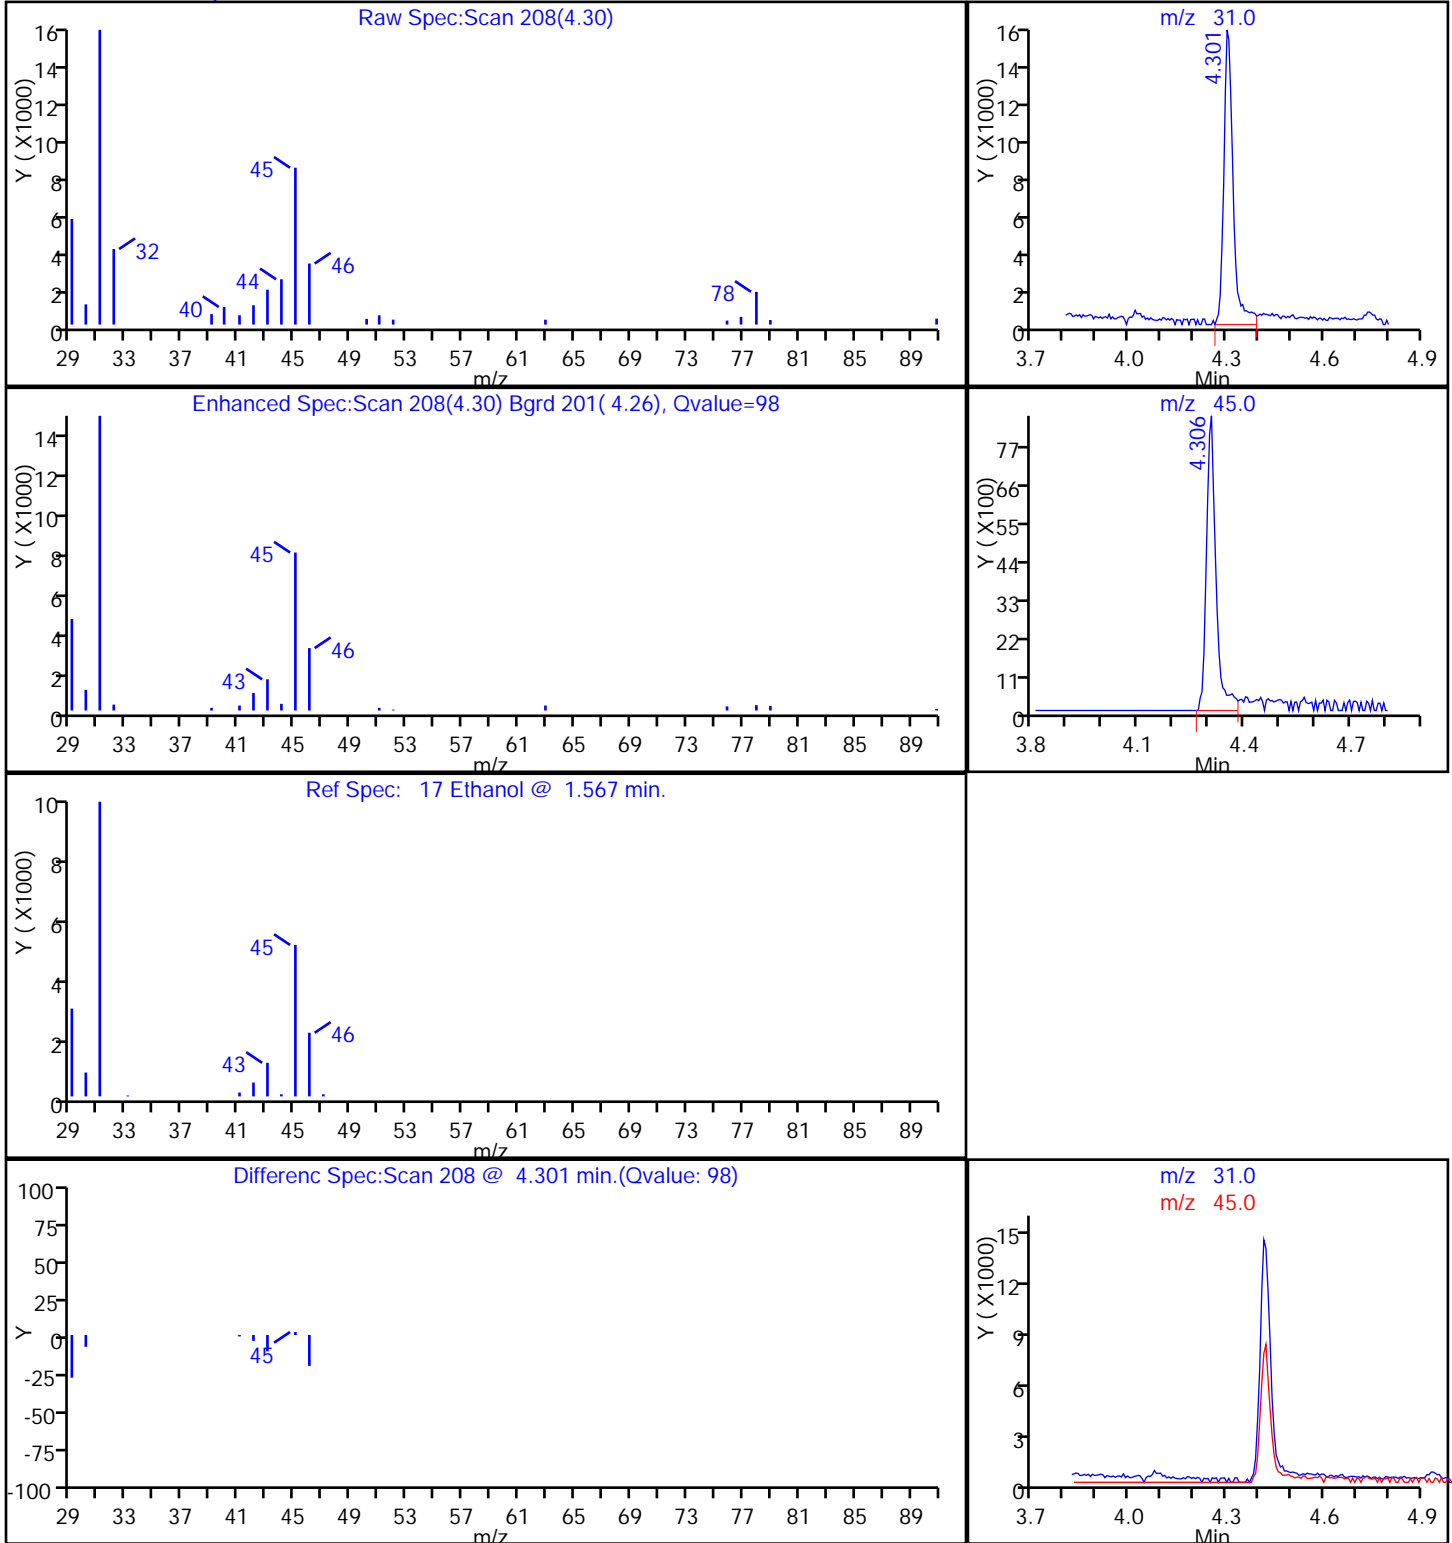 Raw Spec:Scan 208(4.30)
Y ( X1000)
16
14
12
10
8
6
4
2
0
45
32
46
44
40
78
29 33 37 41 45 49 53 57 61 65 69 73 77 81 85 89
m/z
m/z 31.0
Y ( X1000)
16
14
12
10
8
6
4
2
0
4.301
3.7 4.0 4.3 4.6 4.9
Min
Enhanced Spec:Scan 208(4.30) Bgrd 201( 4.26), Qvalue=98
Y ( X1000)
14
12
10
8
6
4
2
0
45
46
43
29 33 37 41 45 49 53 57 61 65 69 73 77 81 85 89
m/z
m/z 45.0
Y ( X100)
77
66
55
44
33
22
11
0
4.306
3.8 4.1 4.4 4.7
Min
Ref Spec: 17 Ethanol @ 1.567 min.
Y ( X1000)
10
8
6
4
2
0
45
46
43
29 33 37 41 45 49 53 57 61 65 69 73 77 81 85 89
m/z
Differenc Spec:Scan 208 @ 4.301 min.(Qvalue: 98)
Y
100
75
50
25
0
-25
-50
-75
-100
45
29 33 37 41 45 49 53 57 61 65 69 73 77 81 85 89
m/z
m/z 31.0
m/z 45.0
Y ( X1000)
15
12
9
6
3
0
3.7 4.0 4.3 4.6 4.9
Min